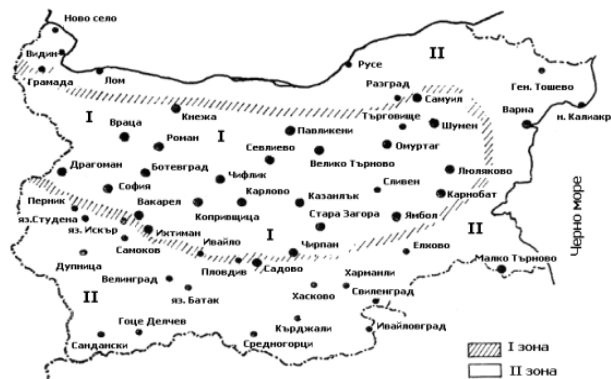 Ново село
Видин
Грамада
Лом
Русе
II
Ген. Тошево
Разград
Самуил
Варна
н. Калиакр
Кнежа
Търговище
Шумен
I
Враца
Роман
I
Павликени
Севлиево
Велико Търново
Омуртаг
Драгоман
Ботевград
Чифлик
Люляково
София
Карлово
Казанлък
Сливен
Карнобат
Перник
Вакарел
Копривщица
Стара Загора
Ямбол
яз.Студена
яз. Искър
Ихтиман
I
II
Черно море
Самоков
Ивайло
Чирпан
Елхово
Дупница
Пловдив
Садово
Малко Търново
Велинград
яз. Батак
Харманли
Хасково
Свиленград
II
Гоце Делчев
Кърджали
Ивайловград
Сандански
Средногорци
I зона
II зона